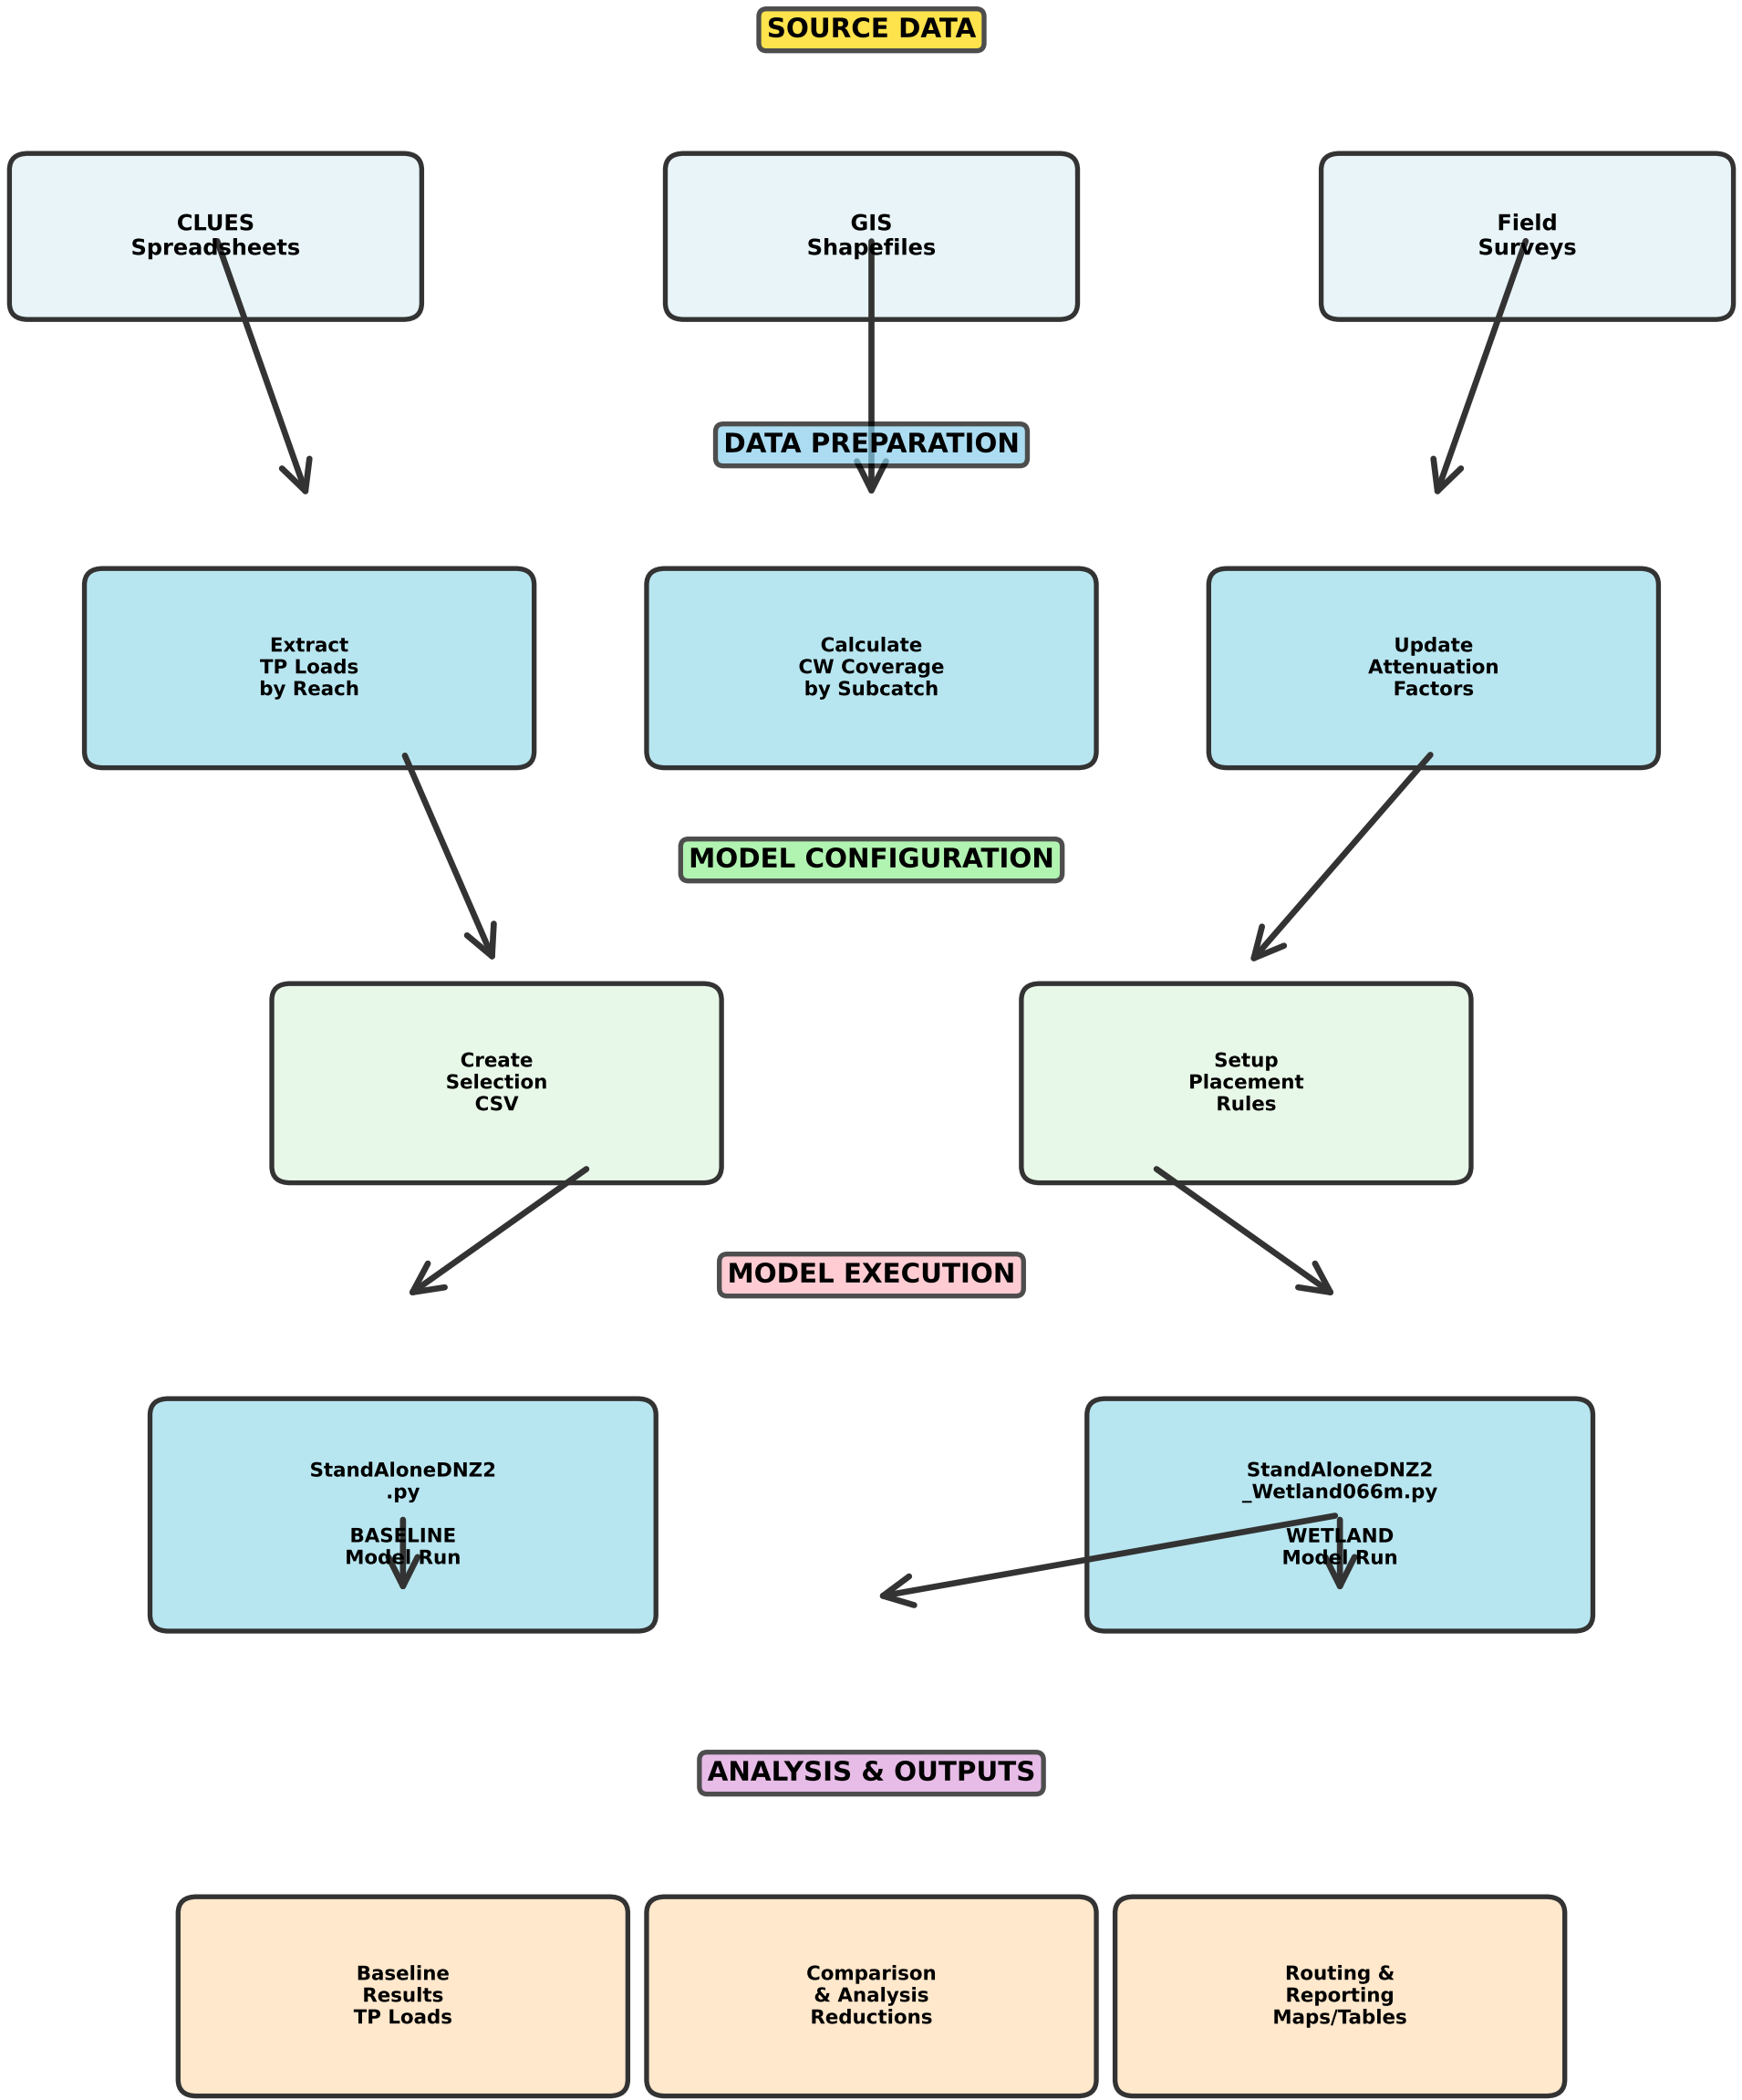 SOURCE DATA
CLUES
Spreadsheets
GIS
Shapefiles
Field
Surveys
DATA PREPARATION
Extract
TP Loads
by Reach
Calculate
CW Coverage
by Subcatch
Update
Attenuation
Factors
MODEL CONFIGURATION
Create
Selection
CSV
Setup
Placement
Rules
MODEL EXECUTION
StandAloneDNZ2
.py
BASELINE
Model Run
StandAloneDNZ2
_Wetland066m.py
WETLAND
Model Run
ANALYSIS & OUTPUTS
Baseline
Results
TP Loads
Comparison
& Analysis
Reductions
Routing &
Reporting
Maps/Tables